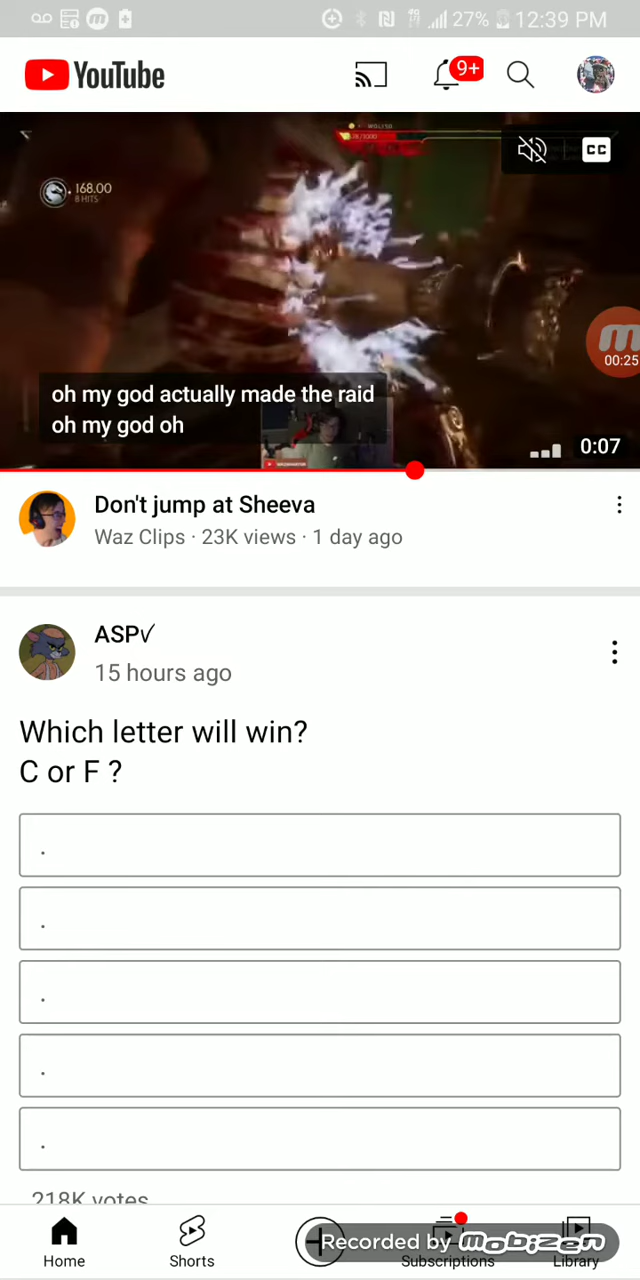 27% 12:39 PM
YouTube
9+
168.00
8 HITS
CC
00:25
oh my god actually made the raid
oh my god oh
0:07
Don't jump at Sheeva
Waz Clips · 23K views · 1 day ago
ASP✓
15 hours ago
Which letter will win?
C or F ?
.
.
.
.
.
218K votes
Recorded by mobizen
Home
Shorts
Subscriptions
Library